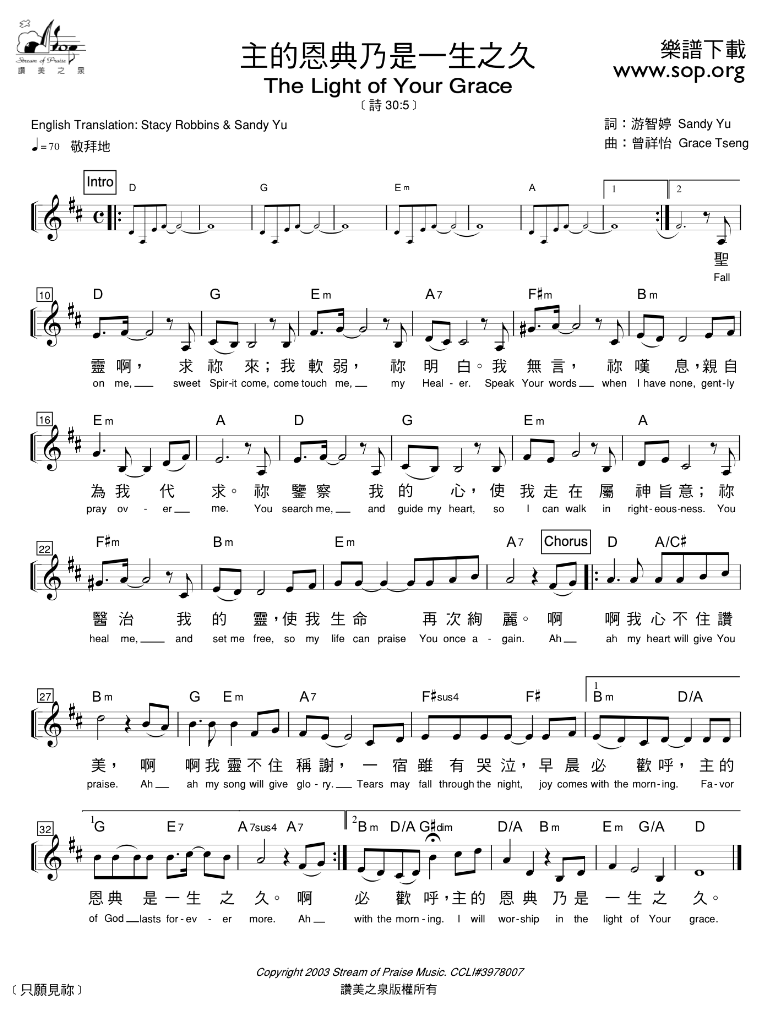 Stream of Praise
讚美之泉
主的恩典乃是一生之久
The Light of Your Grace
﹝詩 30:5﹞
樂譜下載
www.sop.org
English Translation: Stacy Robbins & Sandy Yu
♩= 70 敬拜地
詞：游智婷 Sandy Yu
曲：曾祥怡 Grace Tseng
Intro
D G Em A 1 2
聖
Fall
10 D G Em A7 F#m Bm
靈啊， 求祢來；我軟弱， 祢明白。我無言， 祢嘆息，親自
on me, sweet Spir-it come, come touch me, my Heal-er. Speak Your words when I have none, gent-ly
16 Em A D G Em A
為我代求。祢鑒察我的心，使我走在屬神旨意；祢
pray ov-er me. You search me, and guide my heart, so I can walk in right-eous-ness. You
22 F#m Bm Em A7 Chorus D A/C#
醫治我的靈，使我生命再次絢麗。啊 啊我心不住讚
heal me, and set me free, so my life can praise You once a-gain. Ah ah my heart will give You
27 Bm G Em A7 F#sus4 F# 1 Bm D/A
美，啊 啊我靈不住稱謝，一宿雖有哭泣，早晨必歡呼，主的
praise. Ah ah my song will give glo-ry. Tears may fall through the night, joy comes with the morn-ing. Fa-vor
32 1 G E7 A7sus4 A7 2 Bm D/A G#dim D/A Bm Em G/A D
恩典是一生之久。啊 必歡呼，主的恩典乃是一生之久。
of God lasts for-ev-er more. Ah with the morn-ing. I will wor-ship in the light of Your grace.
Copyright 2003 Stream of Praise Music. CCLI#3978007
讚美之泉版權所有
﹝只願見祢﹞